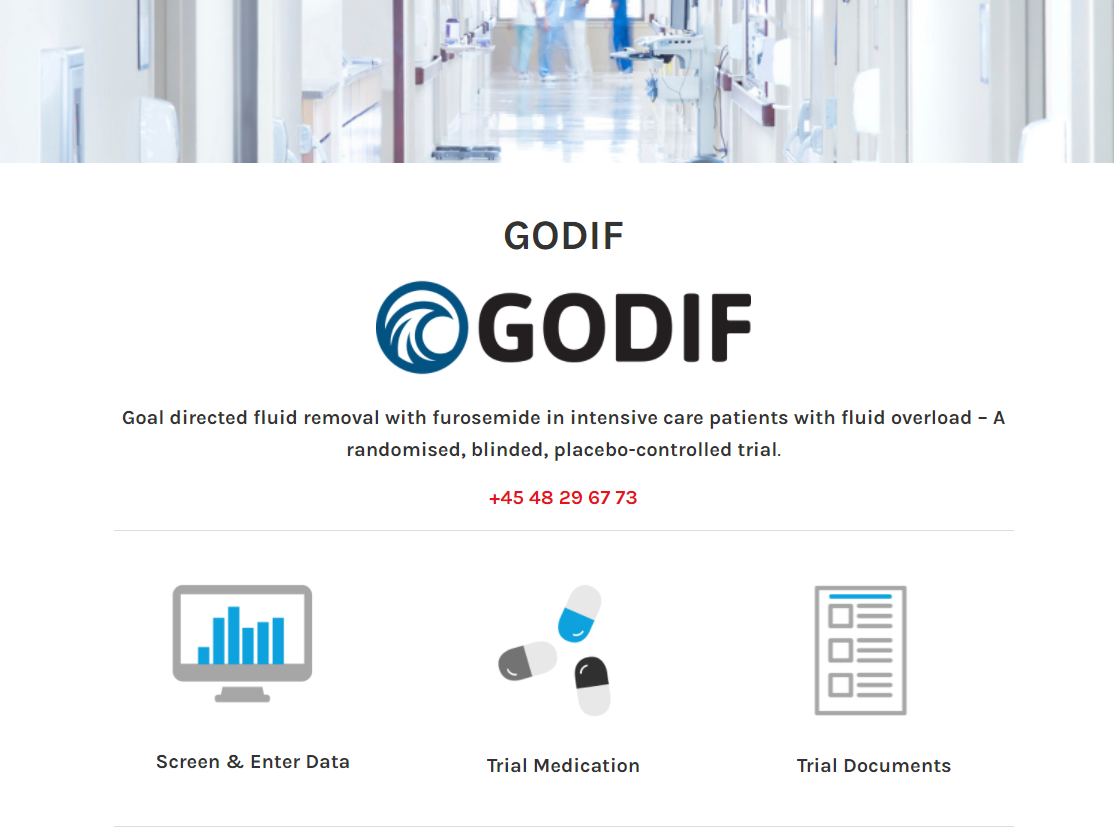 GODIF
GODIF
Goal directed fluid removal with furosemide in intensive care patients with fluid overload – A
randomised, blinded, placebo-controlled trial.
+45 48 29 67 73
Screen & Enter Data
Trial Medication
Trial Documents